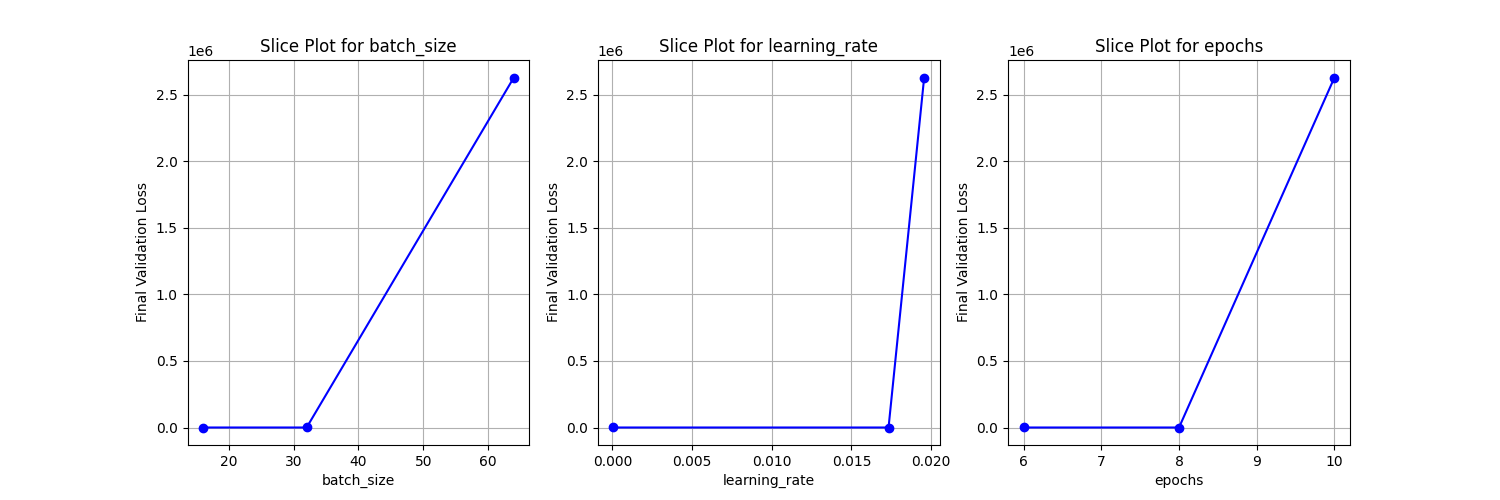 Slice Plot for batch_size
1e6
2.5
2.0
1.5
1.0
0.5
0.0
Final Validation Loss
20 30 40 50 60
batch_size
Slice Plot for learning_rate
1e6
2.5
2.0
1.5
1.0
0.5
0.0
Final Validation Loss
0.000 0.005 0.010 0.015 0.020
learning_rate
Slice Plot for epochs
1e6
2.5
2.0
1.5
1.0
0.5
0.0
Final Validation Loss
6 7 8 9 10
epochs